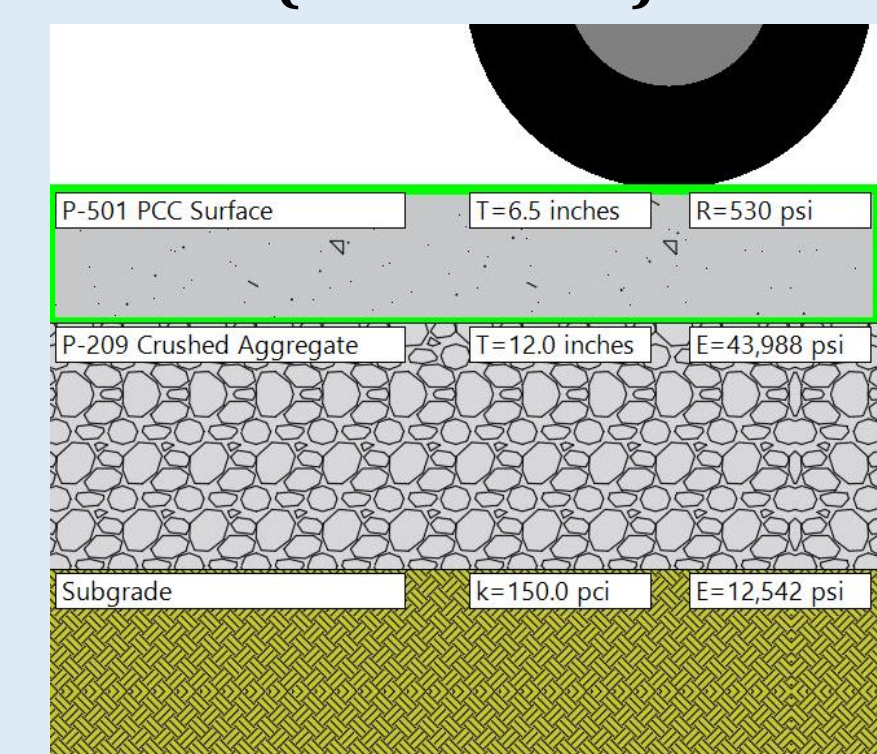 P-501 PCC Surface T=6.5 inches R=530 psi
P-209 Crushed Aggregate T=12.0 inches E=43,988 psi
Subgrade k=150.0 pci E=12,542 psi